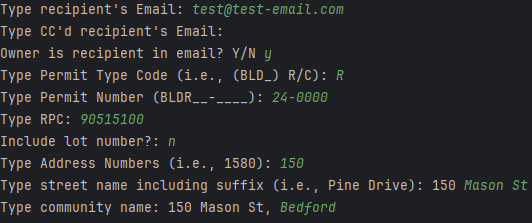 Type recipient's Email: test@test-email.com
Type CC'd recipient's Email:
Owner is recipient in email? Y/N y
Type Permit Type Code (i.e., (BLD_) R/C): R
Type Permit Number (BLDR__-____): 24-0000
Type RPC: 90515100
Include lot number?: n
Type Address Numbers (i.e., 1580): 150
Type street name including suffix (i.e., Pine Drive): 150 Mason St
Type community name: 150 Mason St, Bedford